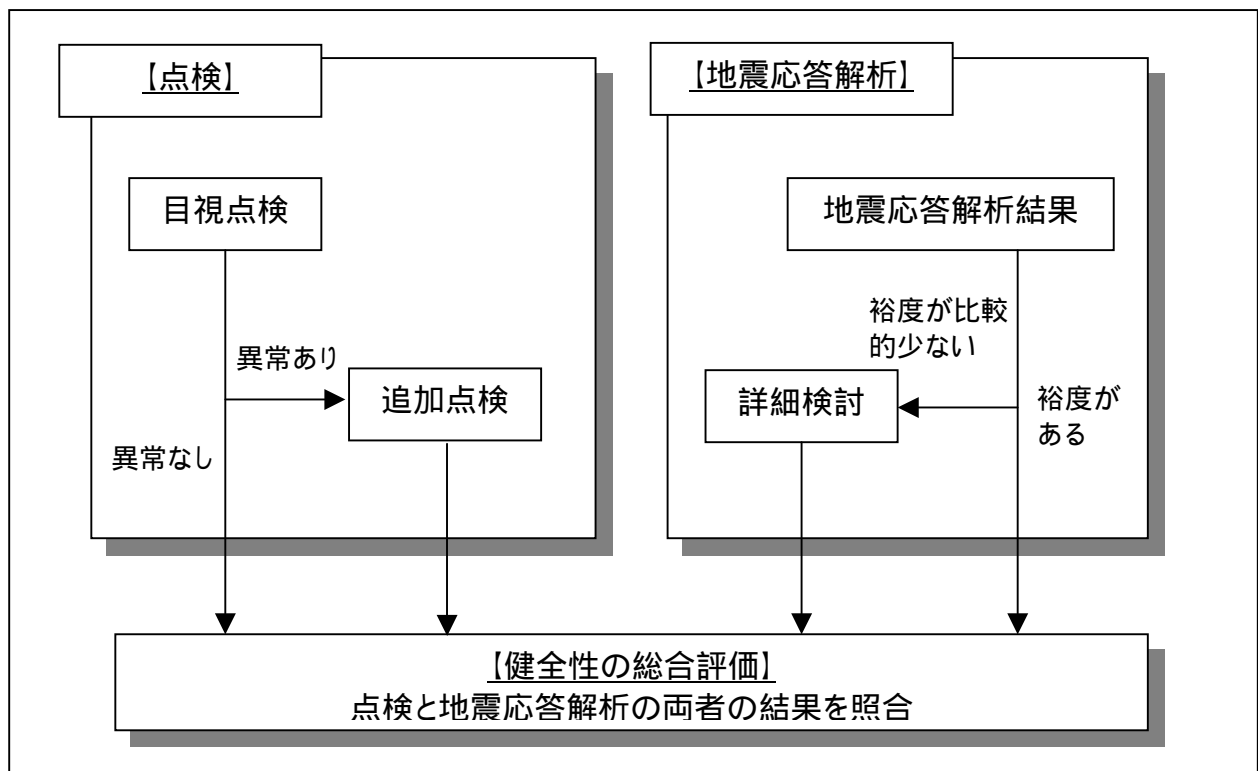 【点検】
目視点検
異常あり
追加点検
異常なし
【地震応答解析】
地震応答解析結果
裕度が比較
的少ない
詳細検討
裕度が
ある
【健全性の総合評価】
点検と地震応答解析の両者の結果を照合